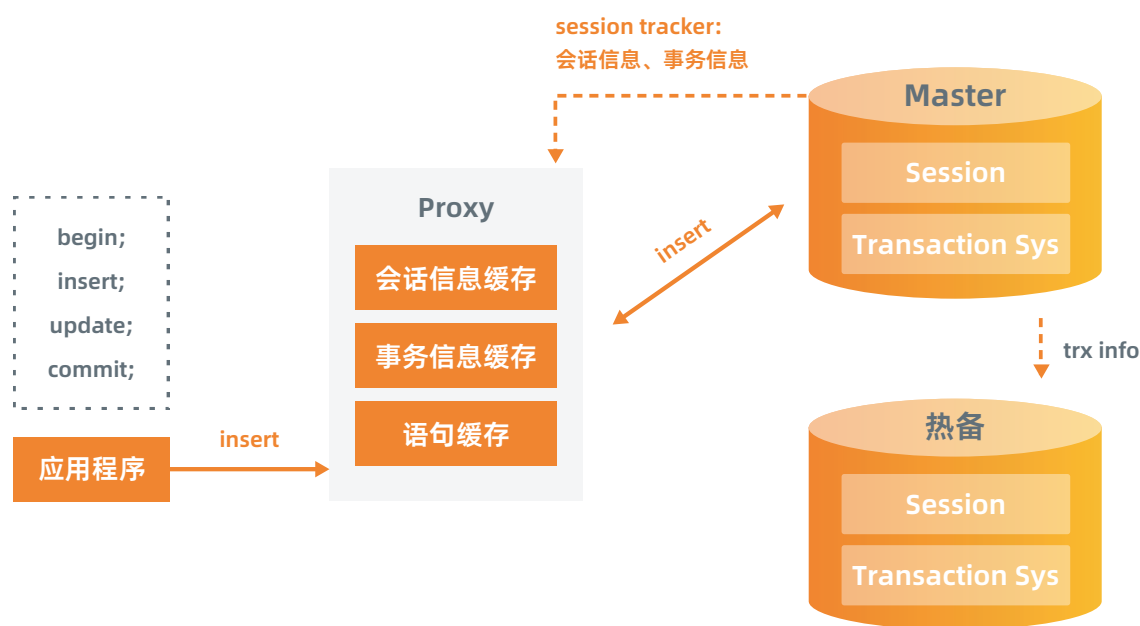 session tracker:
会话信息、事务信息
Master
Session
Transaction Sys
Proxy
会话信息缓存
事务信息缓存
语句缓存
begin;
insert;
update;
commit;
应用程序
insert
insert
trx info
热备
Session
Transaction Sys